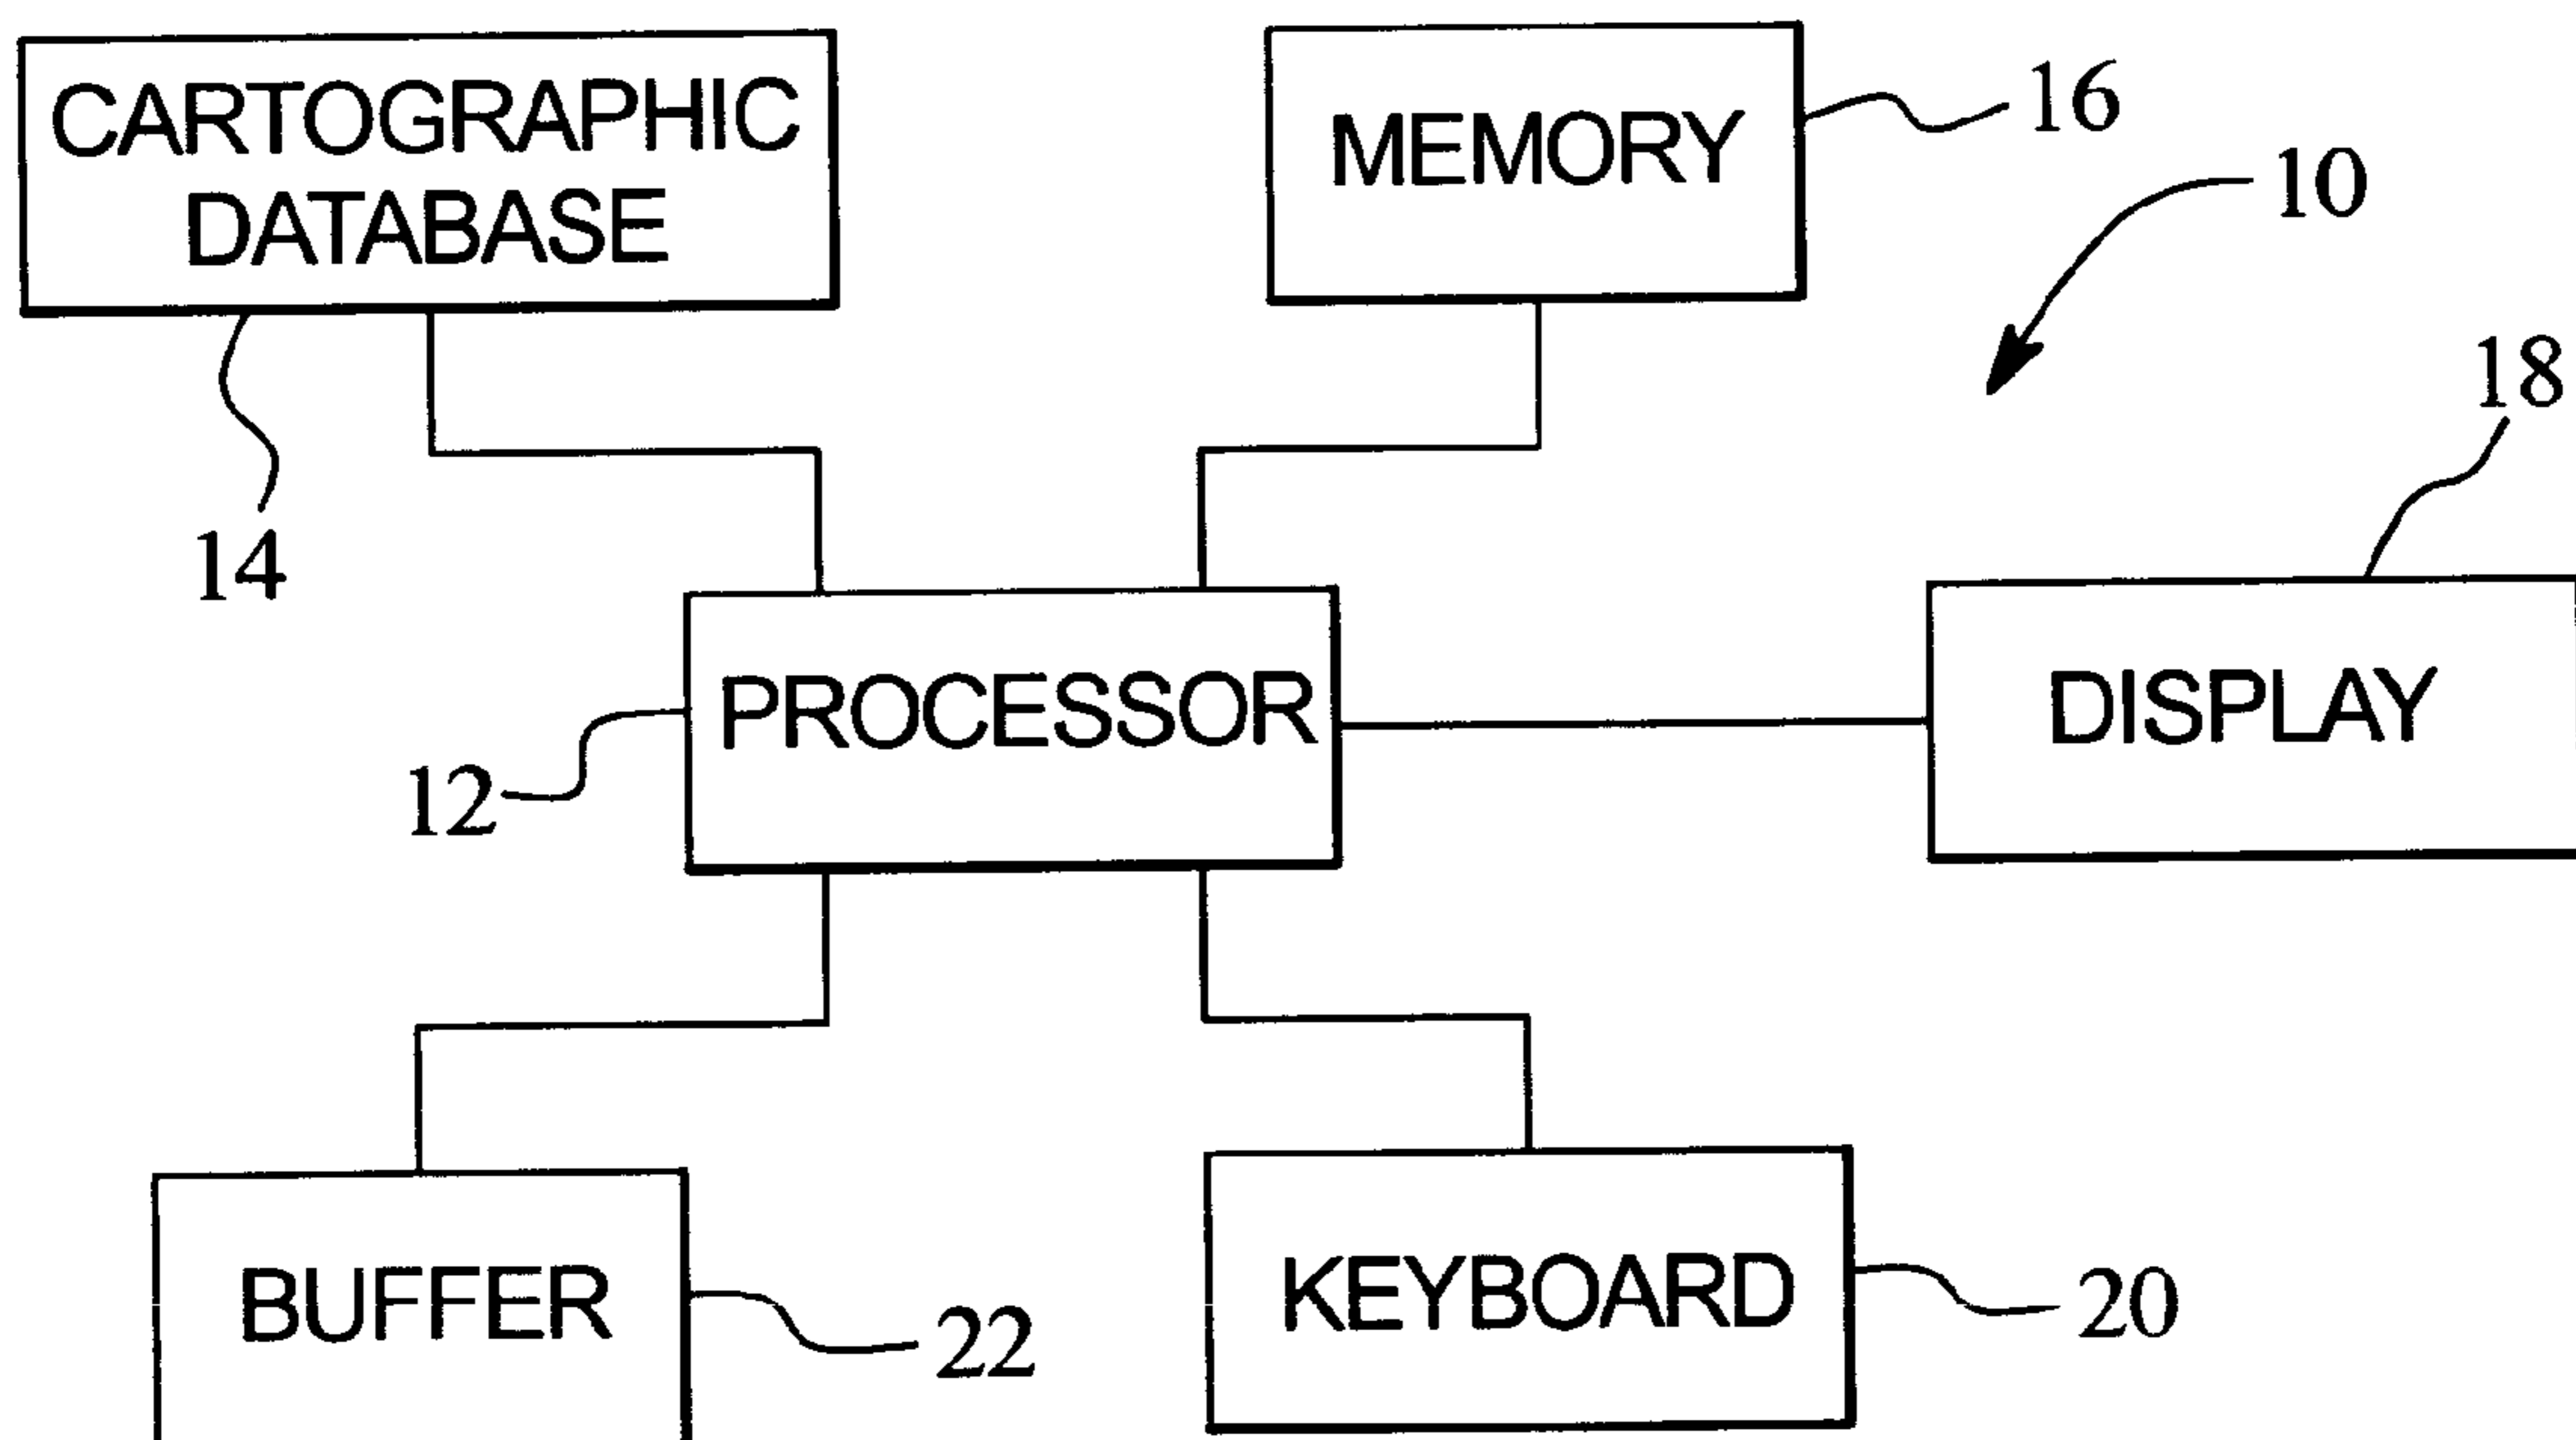 CARTOGRAPHIC
DATABASE
MEMORY
16
10
18
14
PROCESSOR
DISPLAY
12
BUFFER
22
KEYBOARD
20